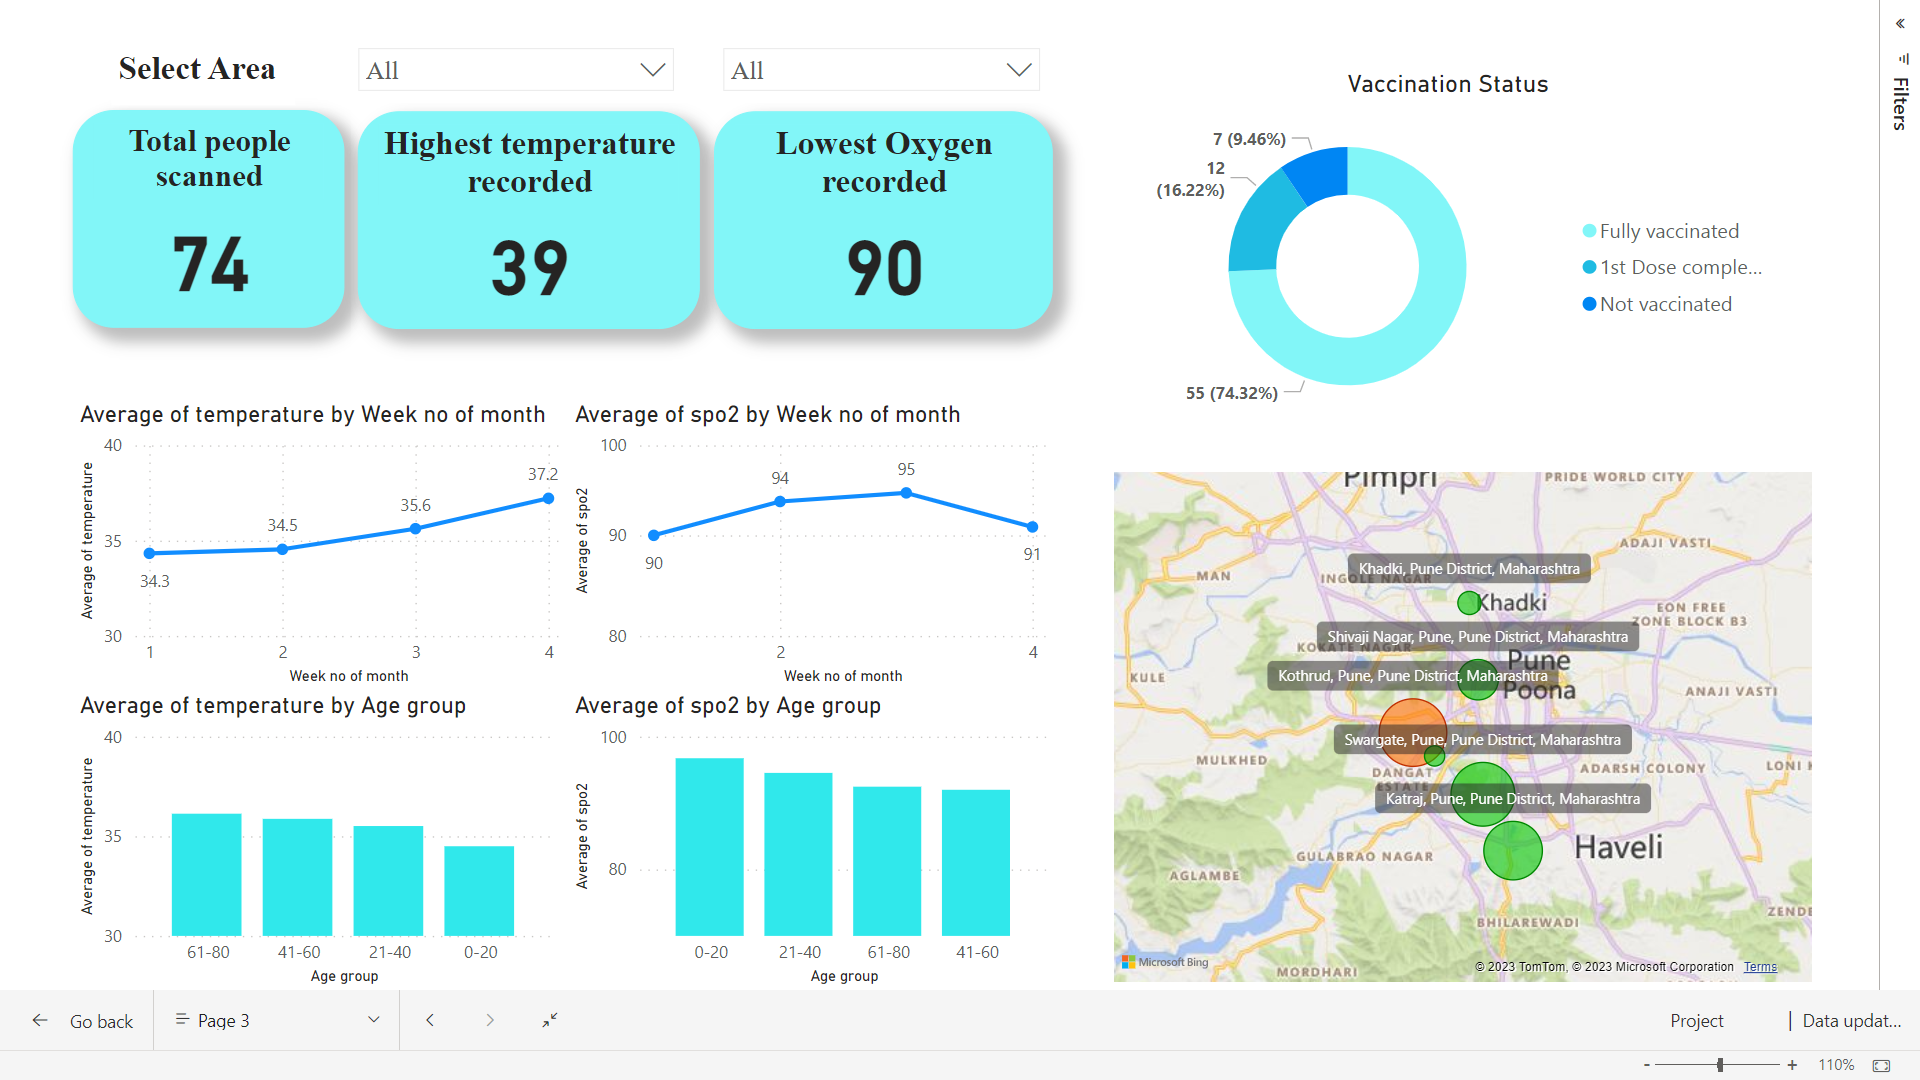 Select Area
All
All
Total people
scanned
74
Highest temperature
recorded
39
Lowest Oxygen
recorded
90
Vaccination Status
7 (9.46%)
12
(16.22%)
55 (74.32%)
Fully vaccinated
1st Dose comple...
Not vaccinated
«
Filters
Average of temperature by Week no of month
Average of temperature
40
35
30
34.3
34.5
35.6
37.2
1
2
3
4
Week no of month
Average of spo2 by Week no of month
Average of spo2
100
90
80
90
94
95
91
2
4
Week no of month
Average of temperature by Age group
Average of temperature
40
35
30
61-80
41-60
21-40
0-20
Age group
Average of spo2 by Age group
Average of spo2
100
80
0-20
21-40
61-80
41-60
Age group
Pimpri
PRIDE WORLD CITY
ADAJI VASTI
MAN
INGOLE NAGAR
Khadki, Pune District, Maharashtra
Khadki
EON FREE
ZONE BLOCK B3
Shivaji Nagar, Pune, Pune District, Maharashtra
KOKATE NAGAR
Pune
Poona
Kothrud, Pune, Pune District, Maharashtra
KULE
ANAJI VASTI
Swargate, Pune, Pune District, Maharashtra
MULKHED
DANGAT
ESTATE
ADARSH COLONY
LONI
Katraj, Pune, Pune District, Maharashtra
Haveli
GULABRAO NAGAR
AGLAMBE
BHILAREWADI
ZENDE
MORDHARI
Microsoft Bing
© 2023 TomTom, © 2023 Microsoft Corporation Terms
Go back
Page 3
Project
| Data updat...
- + 110%